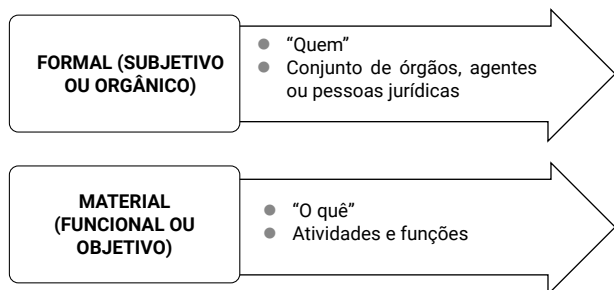 FORMAL (SUBJETIVO
OU ORGÂNICO)
“Quem”
Conjunto de órgãos, agentes
ou pessoas jurídicas
MATERIAL
(FUNCIONAL OU
OBJETIVO)
“O quê”
Atividades e funções